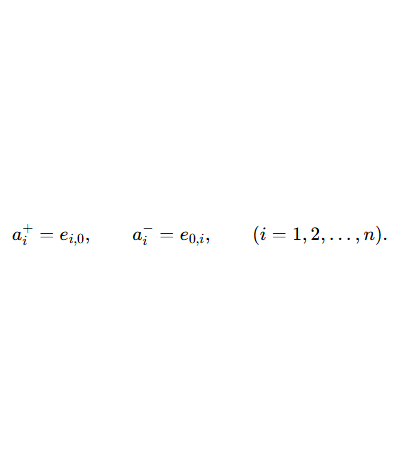 a_i^+ = e_{i,0},   a_i^- = e_{0,i},   (i = 1, 2, …, n).